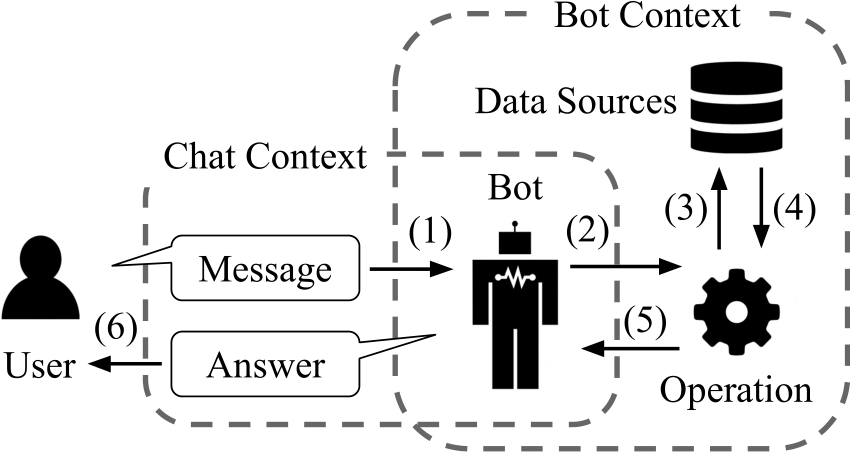 Bot Context
Data Sources
Chat Context
Bot
(3)
(4)
(1)
(2)
Message
(6)
(5)
User
Answer
Operation